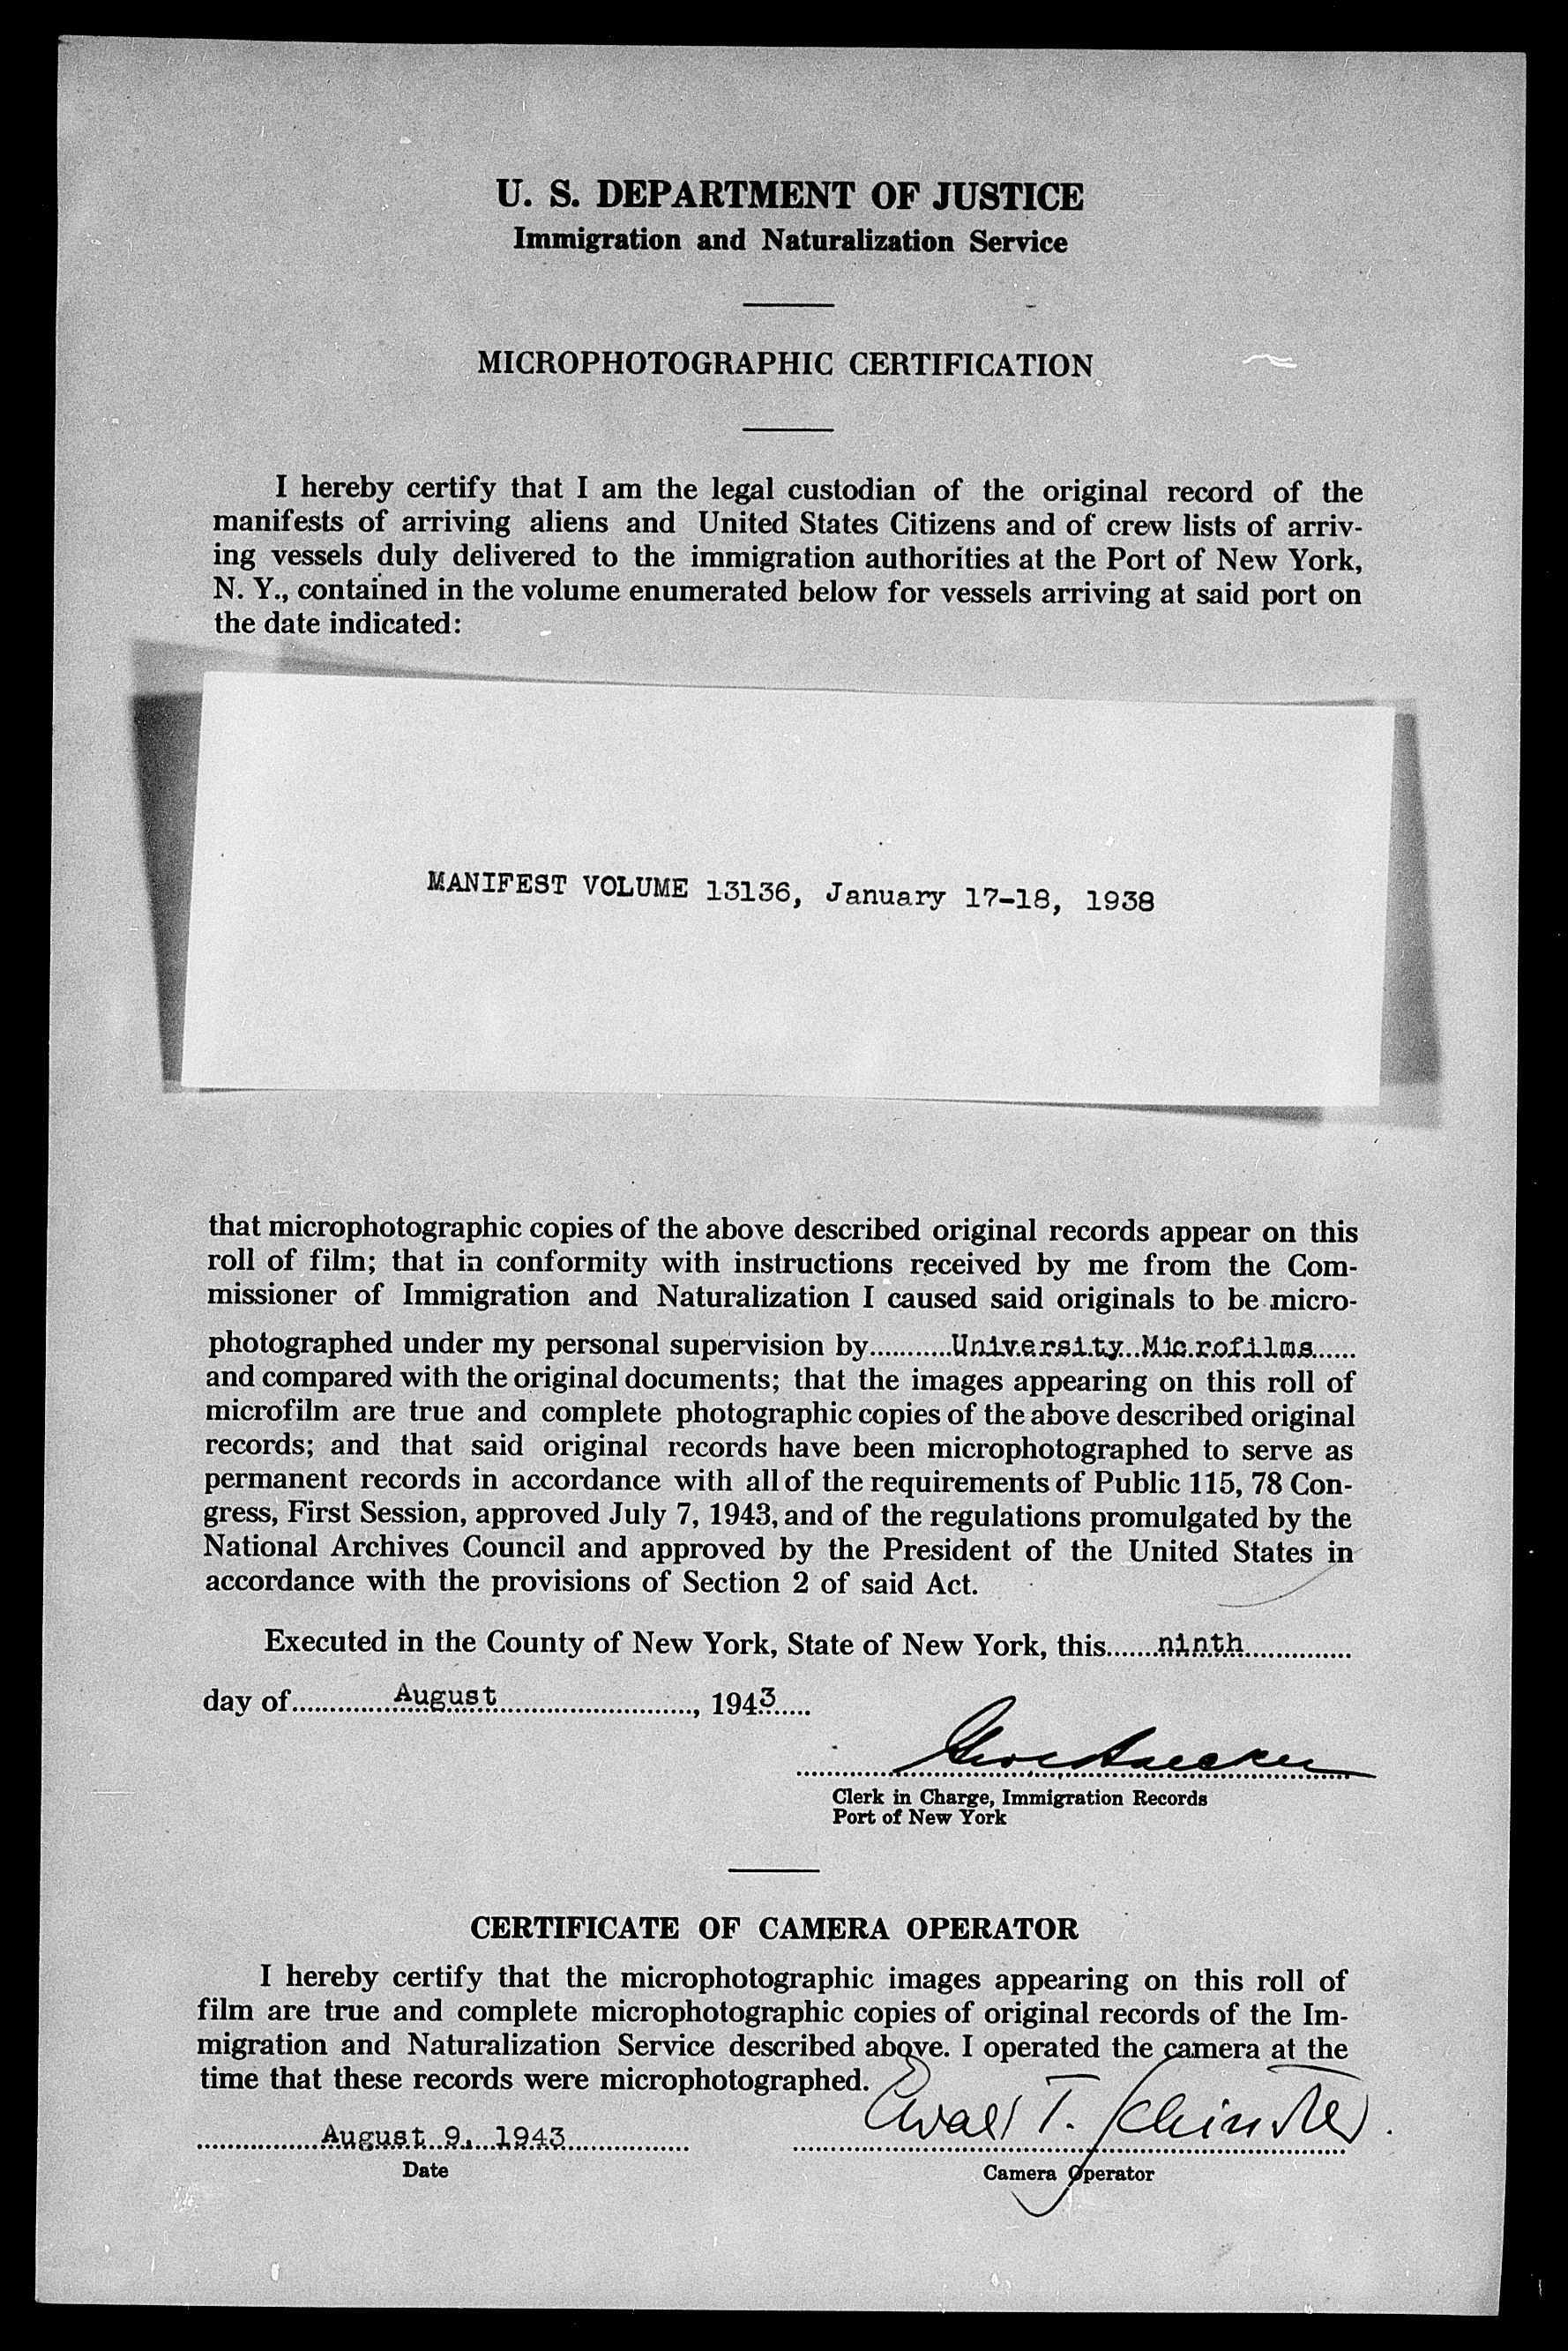 U. S. DEPARTMENT OF JUSTICE
Immigration and Naturalization Service
MICROPHOTOGRAPHIC CERTIFICATION
I hereby certify that I am the legal custodian of the original record of the
manifests of arriving aliens and United States Citizens and of crew lists of arriv-
ing vessels duly delivered to the immigration authorities at the Port of New York,
N. Y., contained in the volume enumerated below for vessels arriving at said port on
the date indicated:
MANIFEST VOLUME 13136, January 17-18, 1938
that microphotographic copies of the above described original records appear on this
roll of film; that in conformity with instructions received by me from the Com-
missioner of Immigration and Naturalization I caused said originals to be micro-
photographed under my personal supervision by...........University Microfilms......
and compared with the original documents; that the images appearing on this roll of
microfilm are true and complete photographic copies of the above described original
records; and that said original records have been microphotographed to serve as
permanent records in accordance with all of the requirements of Public 115, 78 Con-
gress, First Session, approved July 7, 1943, and of the regulations promulgated by the
National Archives Council and approved by the President of the United States in
accordance with the provisions of Section 2 of said Act.
Executed in the County of New York, State of New York, this.......ninth..............
day of.............August........................., 1943.....
Clerk in Charge, Immigration Records
Port of New York
CERTIFICATE OF CAMERA OPERATOR
I hereby certify that the microphotographic images appearing on this roll of
film are true and complete microphotographic copies of original records of the Im-
migration and Naturalization Service described above. I operated the camera at the
time that these records were microphotographed.
August 9, 1943
Date
Camera Operator